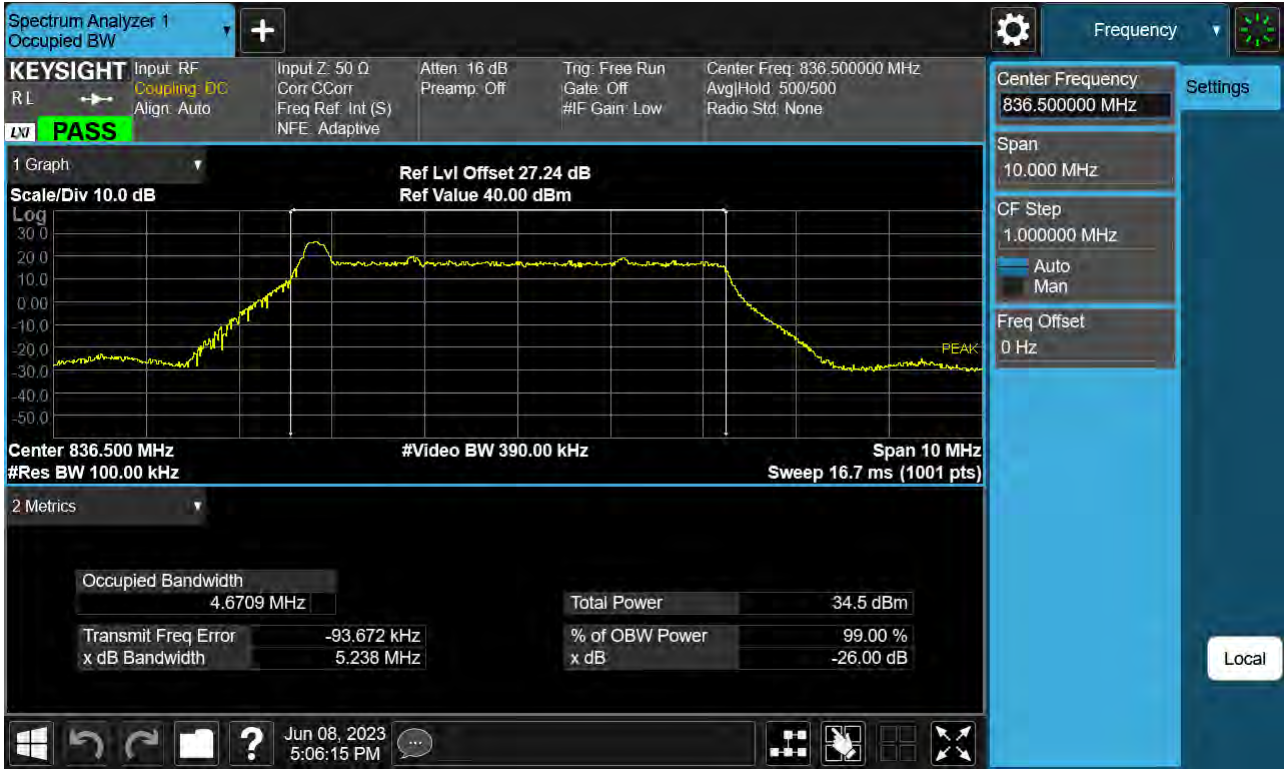 Spectrum Analyzer 1
Occupied BW
+
Frequency
KEYSIGHT
R L
LXI PASS
Input: RF
Coupling: DC
Align: Auto
Input Z: 50 Ω
Corr CCorr
Freq Ref: Int (S)
NFE: Adaptive
Atten: 16 dB
Preamp: Off
Trig: Free Run
Gate: Off
#IF Gain: Low
Center Freq: 836.500000 MHz
Avg|Hold: 500/500
Radio Std: None
Center Frequency
836.500000 MHz
Settings
Span
10.000 MHz
CF Step
1.000000 MHz
Auto
Man
Freq Offset
0 Hz
Local
1 Graph
Scale/Div 10.0 dB
Ref Lvl Offset 27.24 dB
Ref Value 40.00 dBm
Log
30.0
20.0
10.0
0.00
-10.0
-20.0
-30.0
-40.0
-50.0
PEAK
Center 836.500 MHz
#Video BW 390.00 kHz
Span 10 MHz
#Res BW 100.00 kHz
Sweep 16.7 ms (1001 pts)
2 Metrics
Occupied Bandwidth
4.6709 MHz
Total Power 34.5 dBm
Transmit Freq Error -93.672 kHz
% of OBW Power 99.00 %
x dB Bandwidth 5.238 MHz
x dB -26.00 dB
?
Jun 08, 2023
5:06:15 PM